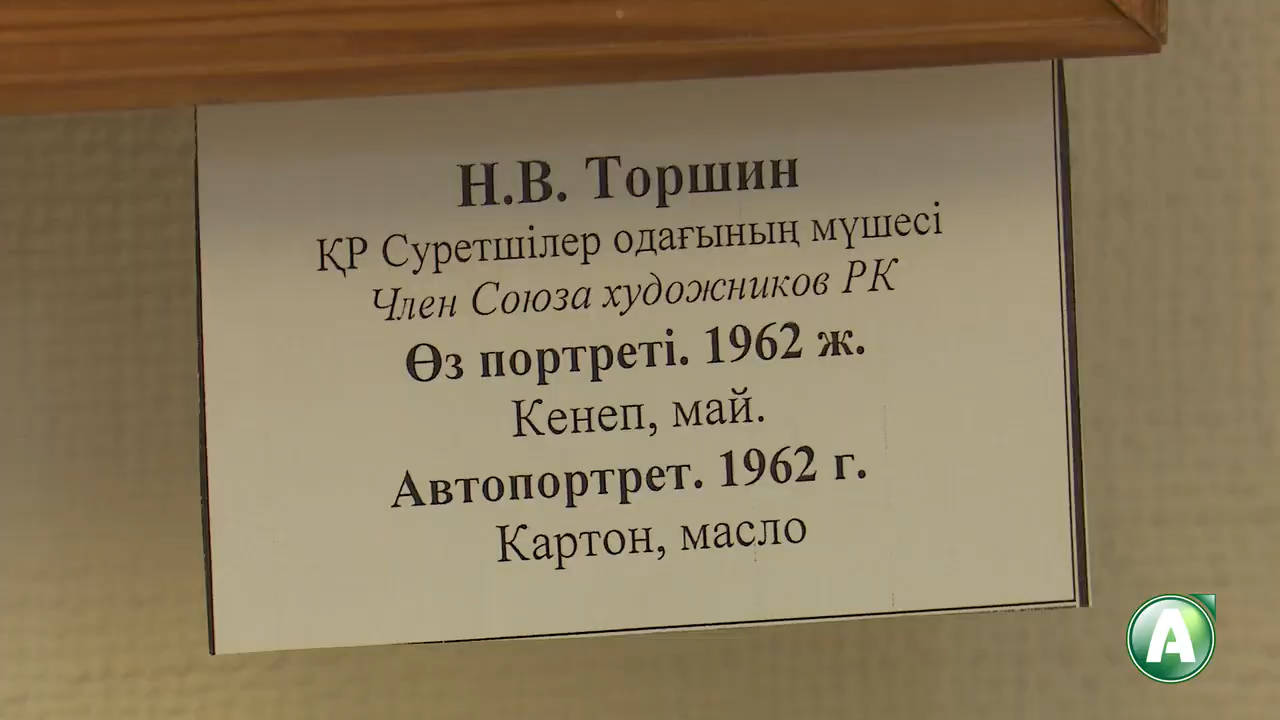 Н.В. Торшин
ҚР Суретшілер одағының мүшесі
Член Союза художников РК
Өз портреті. 1962 ж.
Кенеп, май.
Автопортрет. 1962 г.
Картон, масло
A